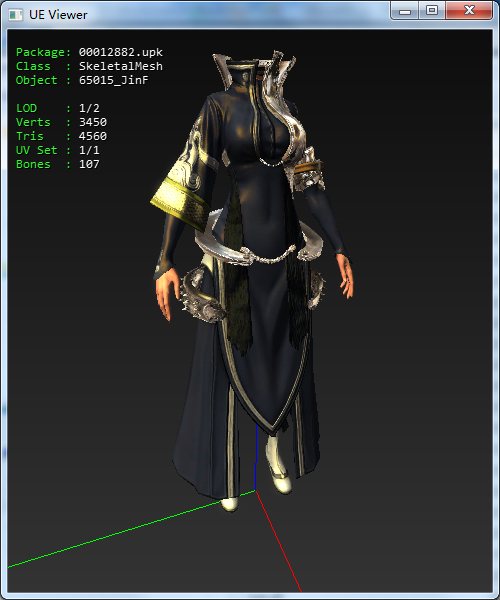 UE Viewer
Package: 00012882.upk
Class : SkeletalMesh
Object : 65015_JinF
LOD : 1/2
Verts : 3450
Tris : 4560
UV Set : 1/1
Bones : 107